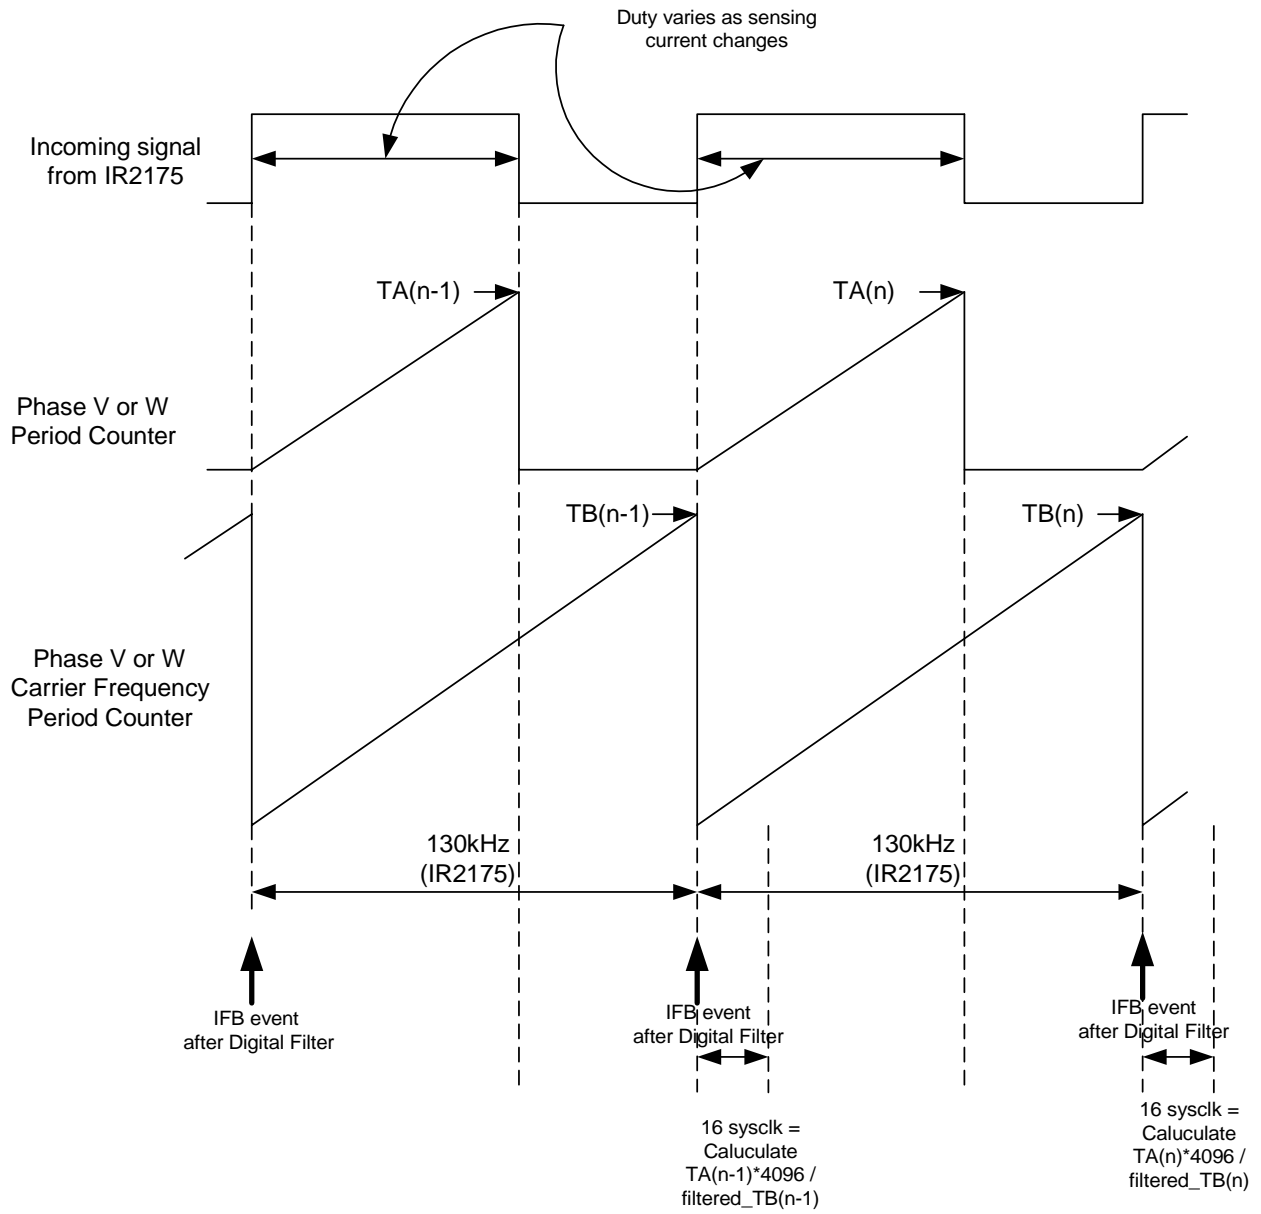 Duty varies as sensing
current changes
Incoming signal
from IR2175
TA(n-1)
TA(n)
Phase V or W
Period Counter
TB(n-1)
TB(n)
Phase V or W
Carrier Frequency
Period Counter
130kHz
(IR2175)
130kHz
(IR2175)
IFB event
after Digital Filter
IFB event
after Digital Filter
IFB event
after Digital Filter
16 sysclk =
Caluculate
TA(n-1)*4096 /
filtered_TB(n-1)
16 sysclk =
Caluculate
TA(n)*4096 /
filtered_TB(n)